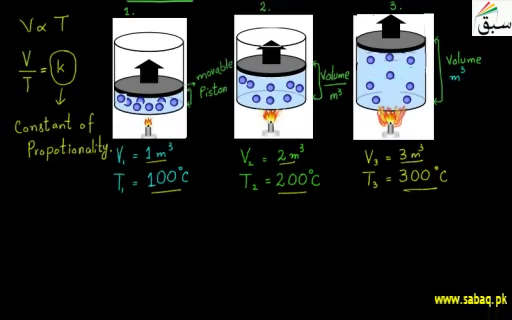 V ∝ T
V/T = k
Constant of
Propotionality.
1.
movable
Piston
V₁ = 1 m³
T₁ = 100°C
2.
Volume
m³
V₂ = 2 m³
T₂ = 200°C
3.
Volume
m³
V₃ = 3 m³
T₃ = 300°C
سبق
www.sabaq.pk